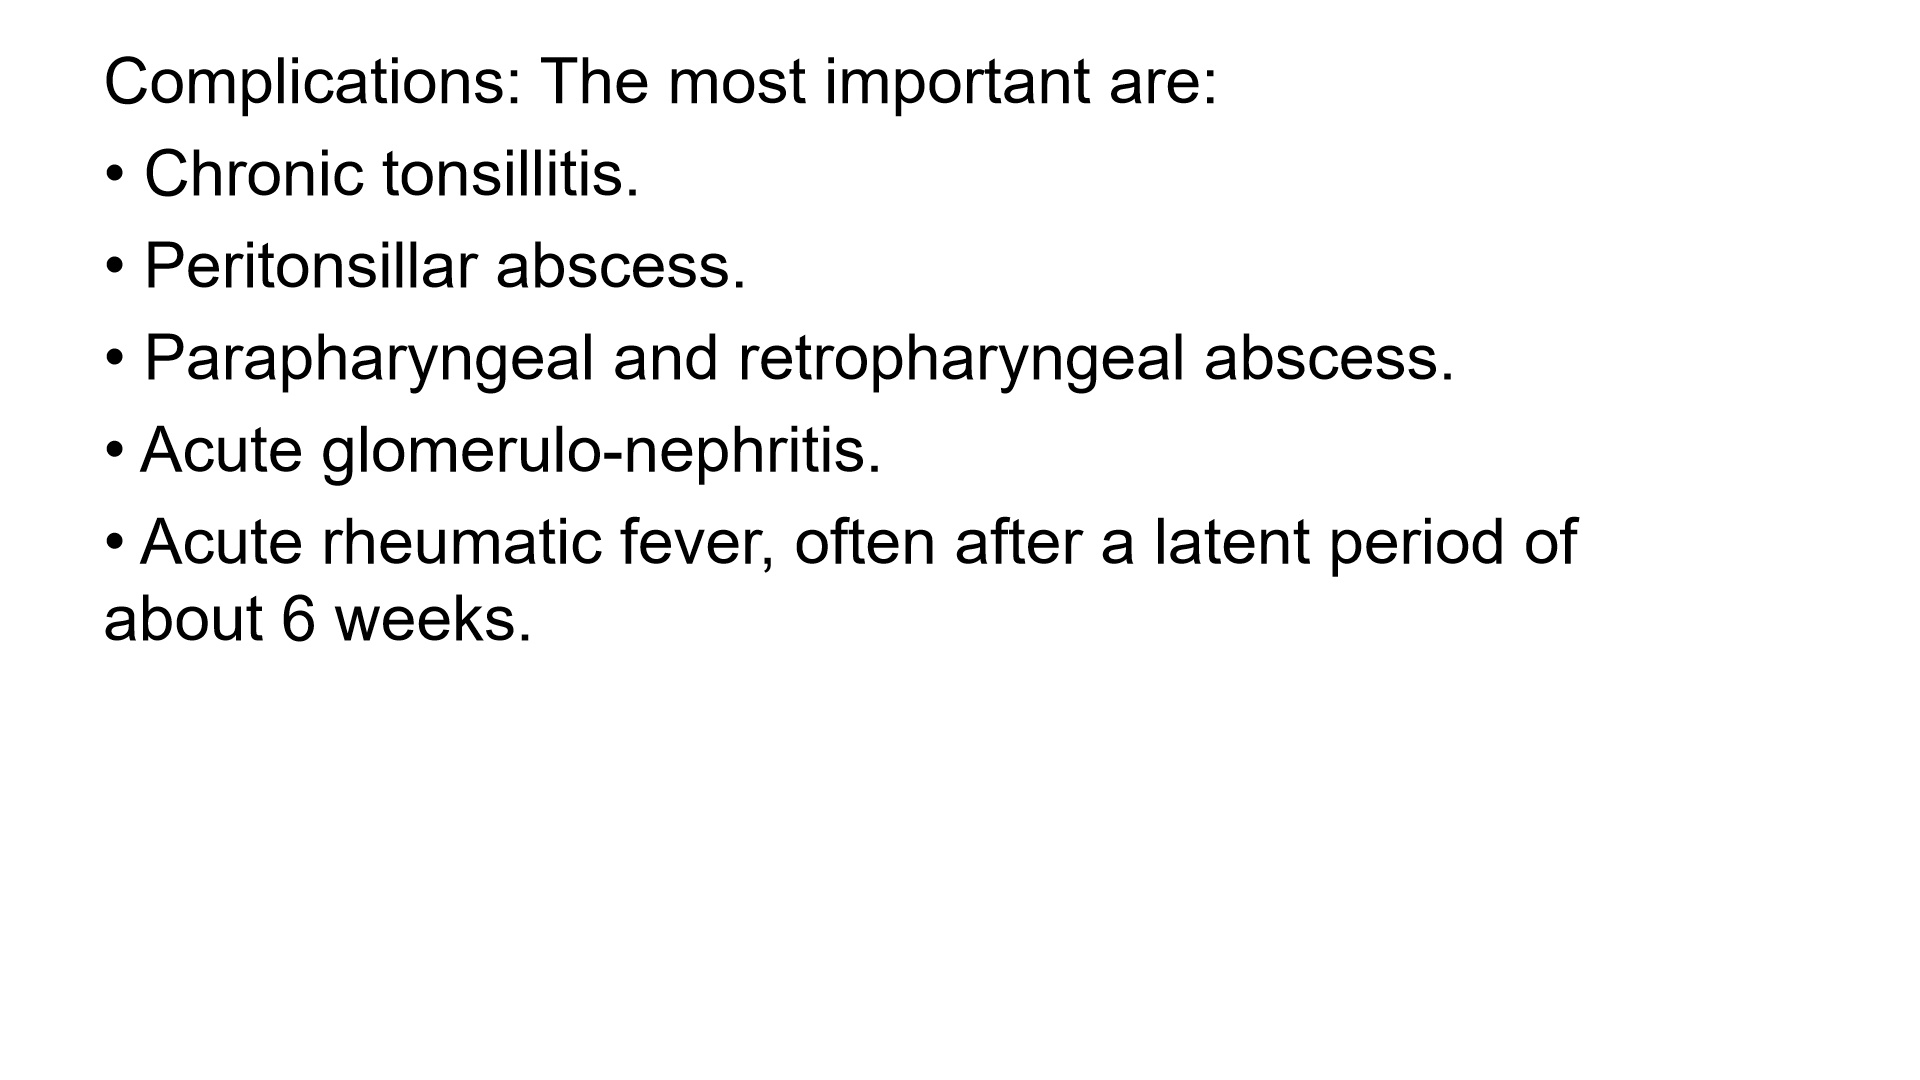 Complications: The most important are:
• Chronic tonsillitis.
• Peritonsillar abscess.
• Parapharyngeal and retropharyngeal abscess.
• Acute glomerulo-nephritis.
• Acute rheumatic fever, often after a latent period of
about 6 weeks.